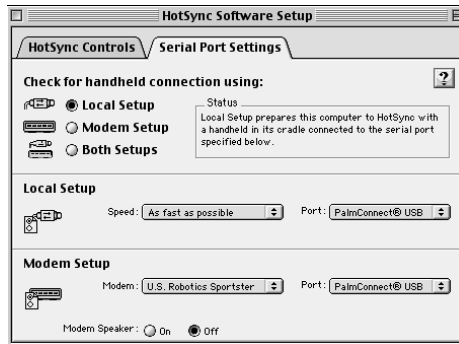 HotSync Software Setup
HotSync Controls
Serial Port Settings
Check for handheld connection using:
?
Local Setup
Modem Setup
Both Setups
Status
Local Setup prepares this computer to HotSync with
a handheld in its cradle connected to the serial port
specified below.
Local Setup
Speed: As fast as possible
Port: PalmConnect® USB
Modem Setup
Modem: U.S. Robotics Sportster
Port: PalmConnect® USB
Modem Speaker: On Off